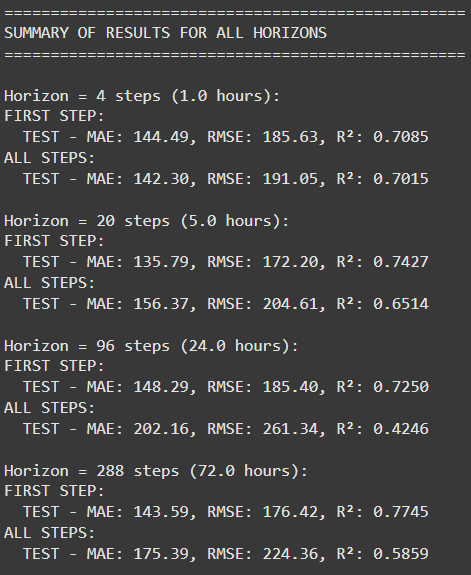 ===================================================
SUMMARY OF RESULTS FOR ALL HORIZONS
===================================================
Horizon = 4 steps (1.0 hours):
FIRST STEP:
TEST - MAE: 144.49, RMSE: 185.63, R²: 0.7085
ALL STEPS:
TEST - MAE: 142.30, RMSE: 191.05, R²: 0.7015
Horizon = 20 steps (5.0 hours):
FIRST STEP:
TEST - MAE: 135.79, RMSE: 172.20, R²: 0.7427
ALL STEPS:
TEST - MAE: 156.37, RMSE: 204.61, R²: 0.6514
Horizon = 96 steps (24.0 hours):
FIRST STEP:
TEST - MAE: 148.29, RMSE: 185.40, R²: 0.7250
ALL STEPS:
TEST - MAE: 202.16, RMSE: 261.34, R²: 0.4246
Horizon = 288 steps (72.0 hours):
FIRST STEP:
TEST - MAE: 143.59, RMSE: 176.42, R²: 0.7745
ALL STEPS:
TEST - MAE: 175.39, RMSE: 224.36, R²: 0.5859